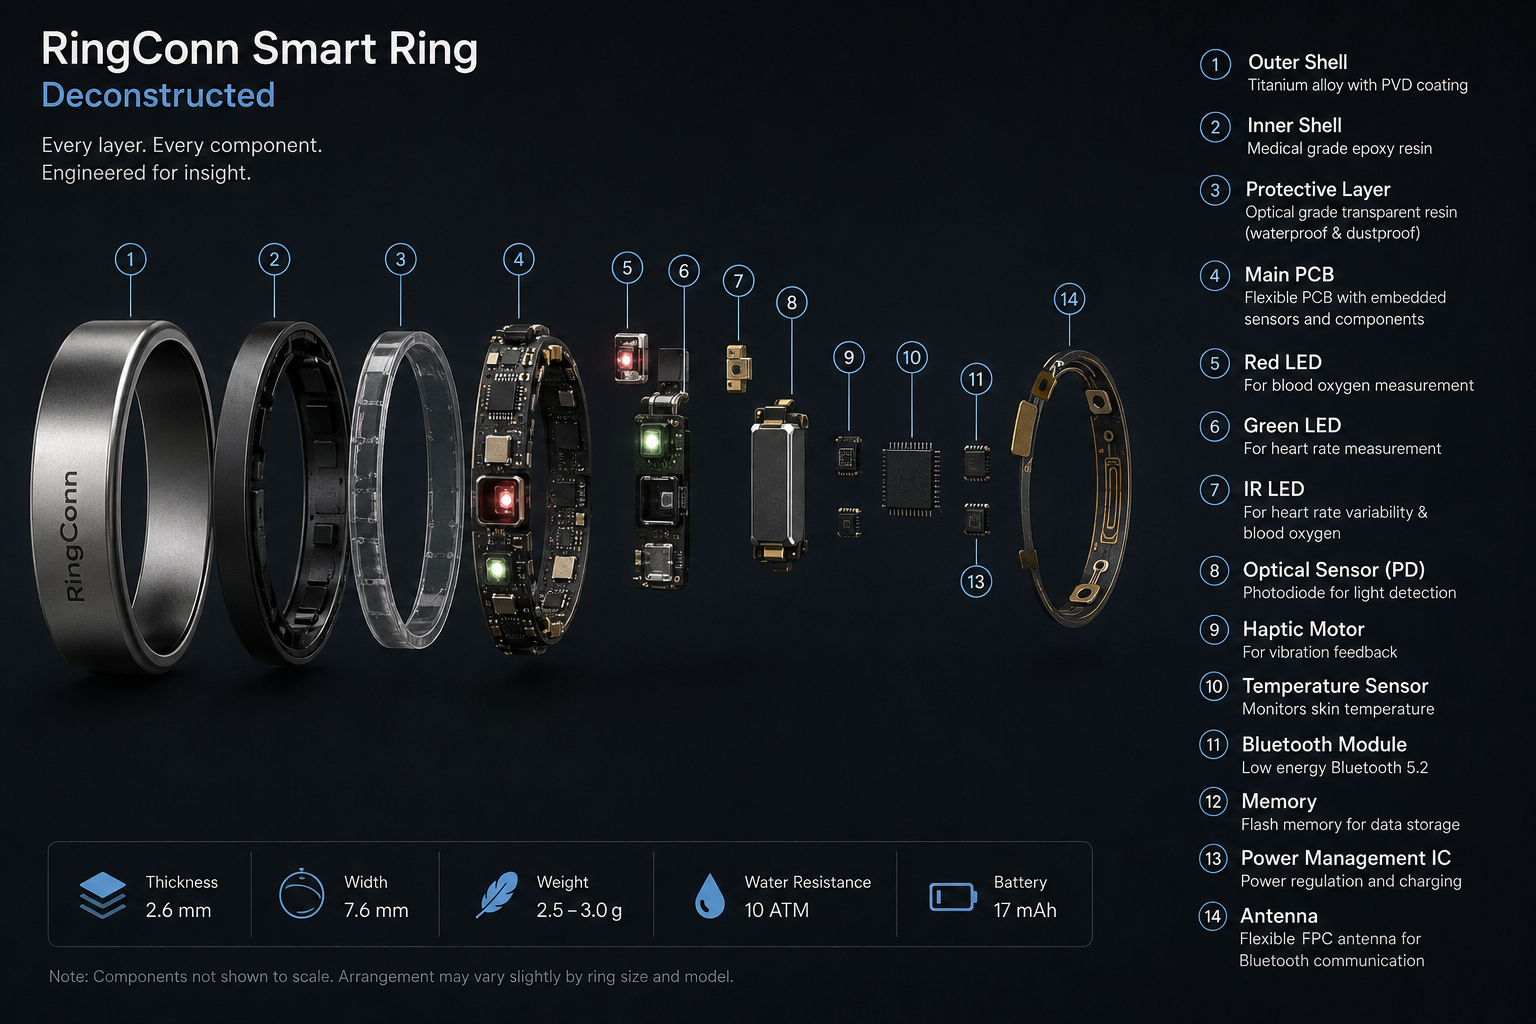 RingConn Smart Ring
Deconstructed
Every layer. Every component.
Engineered for insight.
1
2
3
4
5
6
7
8
9
10
11
13
14
RingConn
1
Outer Shell
Titanium alloy with PVD coating
2
Inner Shell
Medical grade epoxy resin
3
Protective Layer
Optical grade transparent resin
(waterproof & dustproof)
4
Main PCB
Flexible PCB with embedded
sensors and components
5
Red LED
For blood oxygen measurement
6
Green LED
For heart rate measurement
7
IR LED
For heart rate variability &
blood oxygen
8
Optical Sensor (PD)
Photodiode for light detection
9
Haptic Motor
For vibration feedback
10
Temperature Sensor
Monitors skin temperature
11
Bluetooth Module
Low energy Bluetooth 5.2
12
Memory
Flash memory for data storage
13
Power Management IC
Power regulation and charging
14
Antenna
Flexible FPC antenna for
Bluetooth communication
Thickness
2.6 mm
Width
7.6 mm
Weight
2.5 – 3.0 g
Water Resistance
10 ATM
Battery
17 mAh
Note: Components not shown to scale. Arrangement may vary slightly by ring size and model.